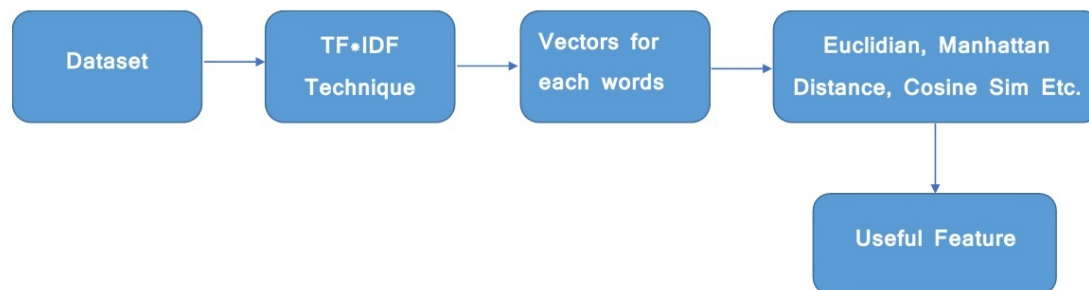 Dataset
TF*IDF
Technique
Vectors for
each words
Euclidian, Manhattan
Distance, Cosine Sim Etc.
Useful Feature